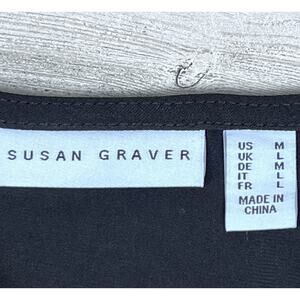 SUSAN GRAVER
US M
UK L
DE M
IT L
FR L
MADE IN
CHINA